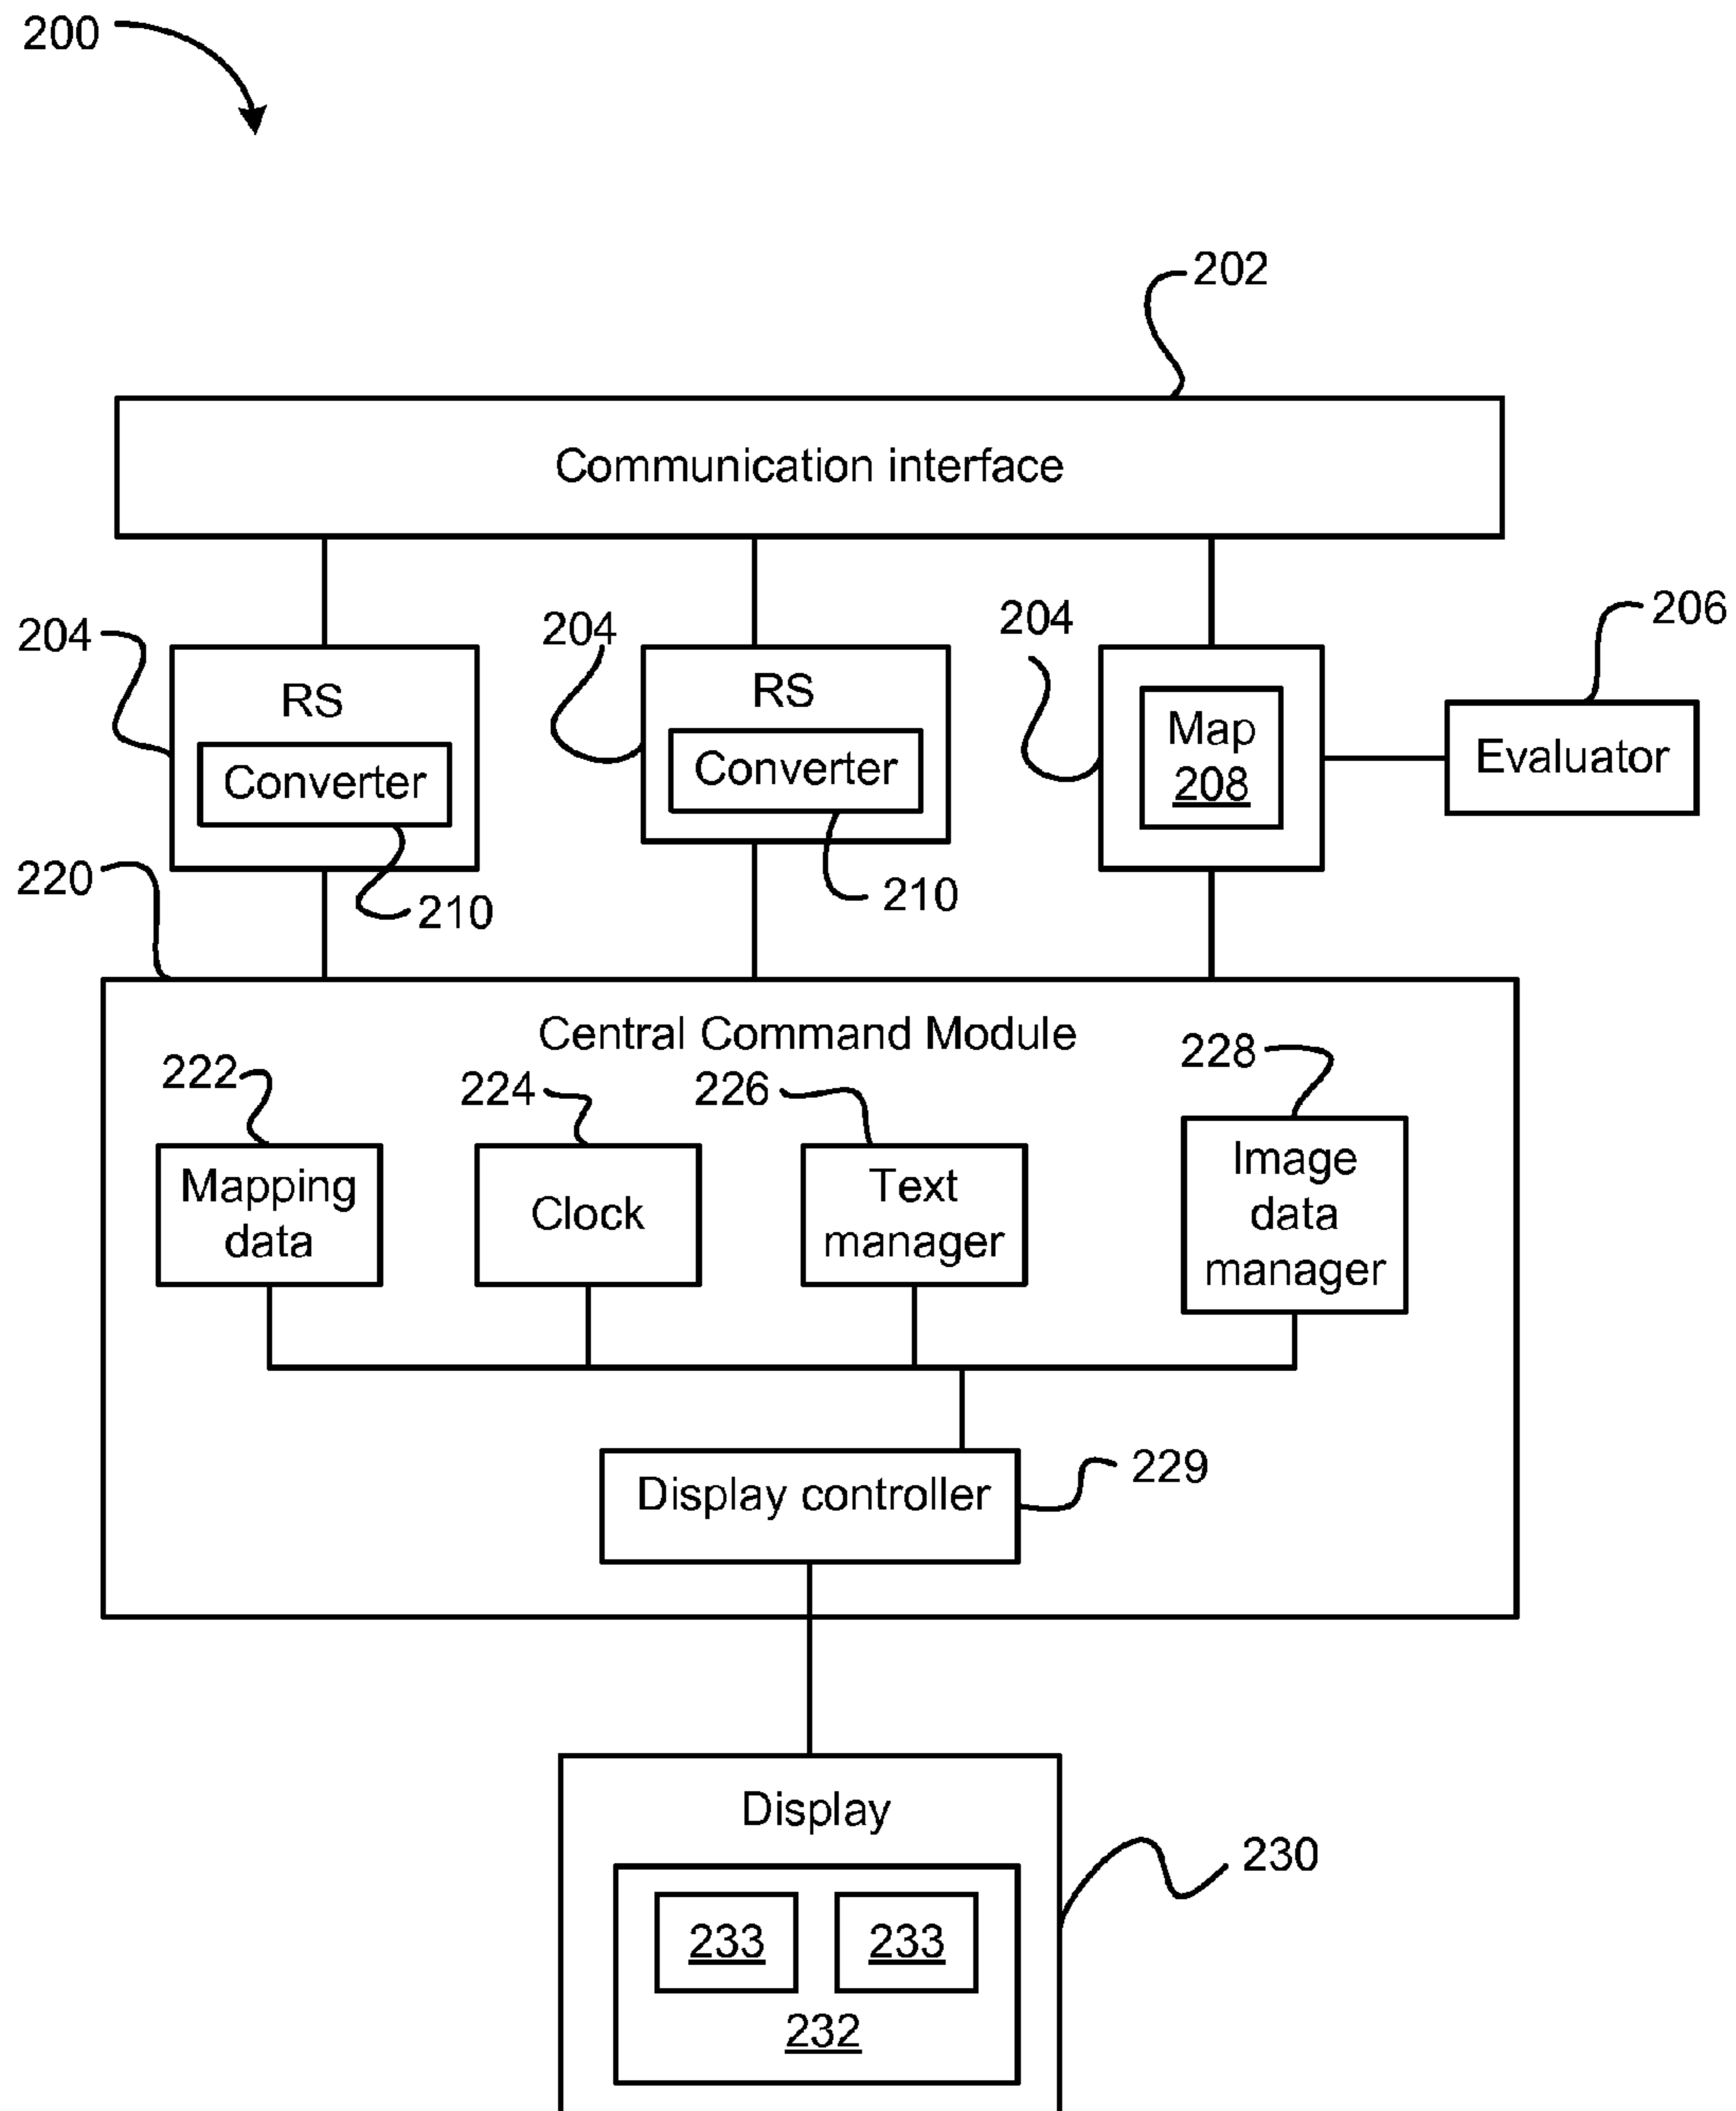 200
202
Communication interface
204
204
204
206
RS
Converter
RS
Converter
Map
208
Evaluator
210
210
220
Central Command Module
222
224
226
228
Mapping
data
Clock
Text
manager
Image
data
manager
Display controller
229
Display
230
233
233
232